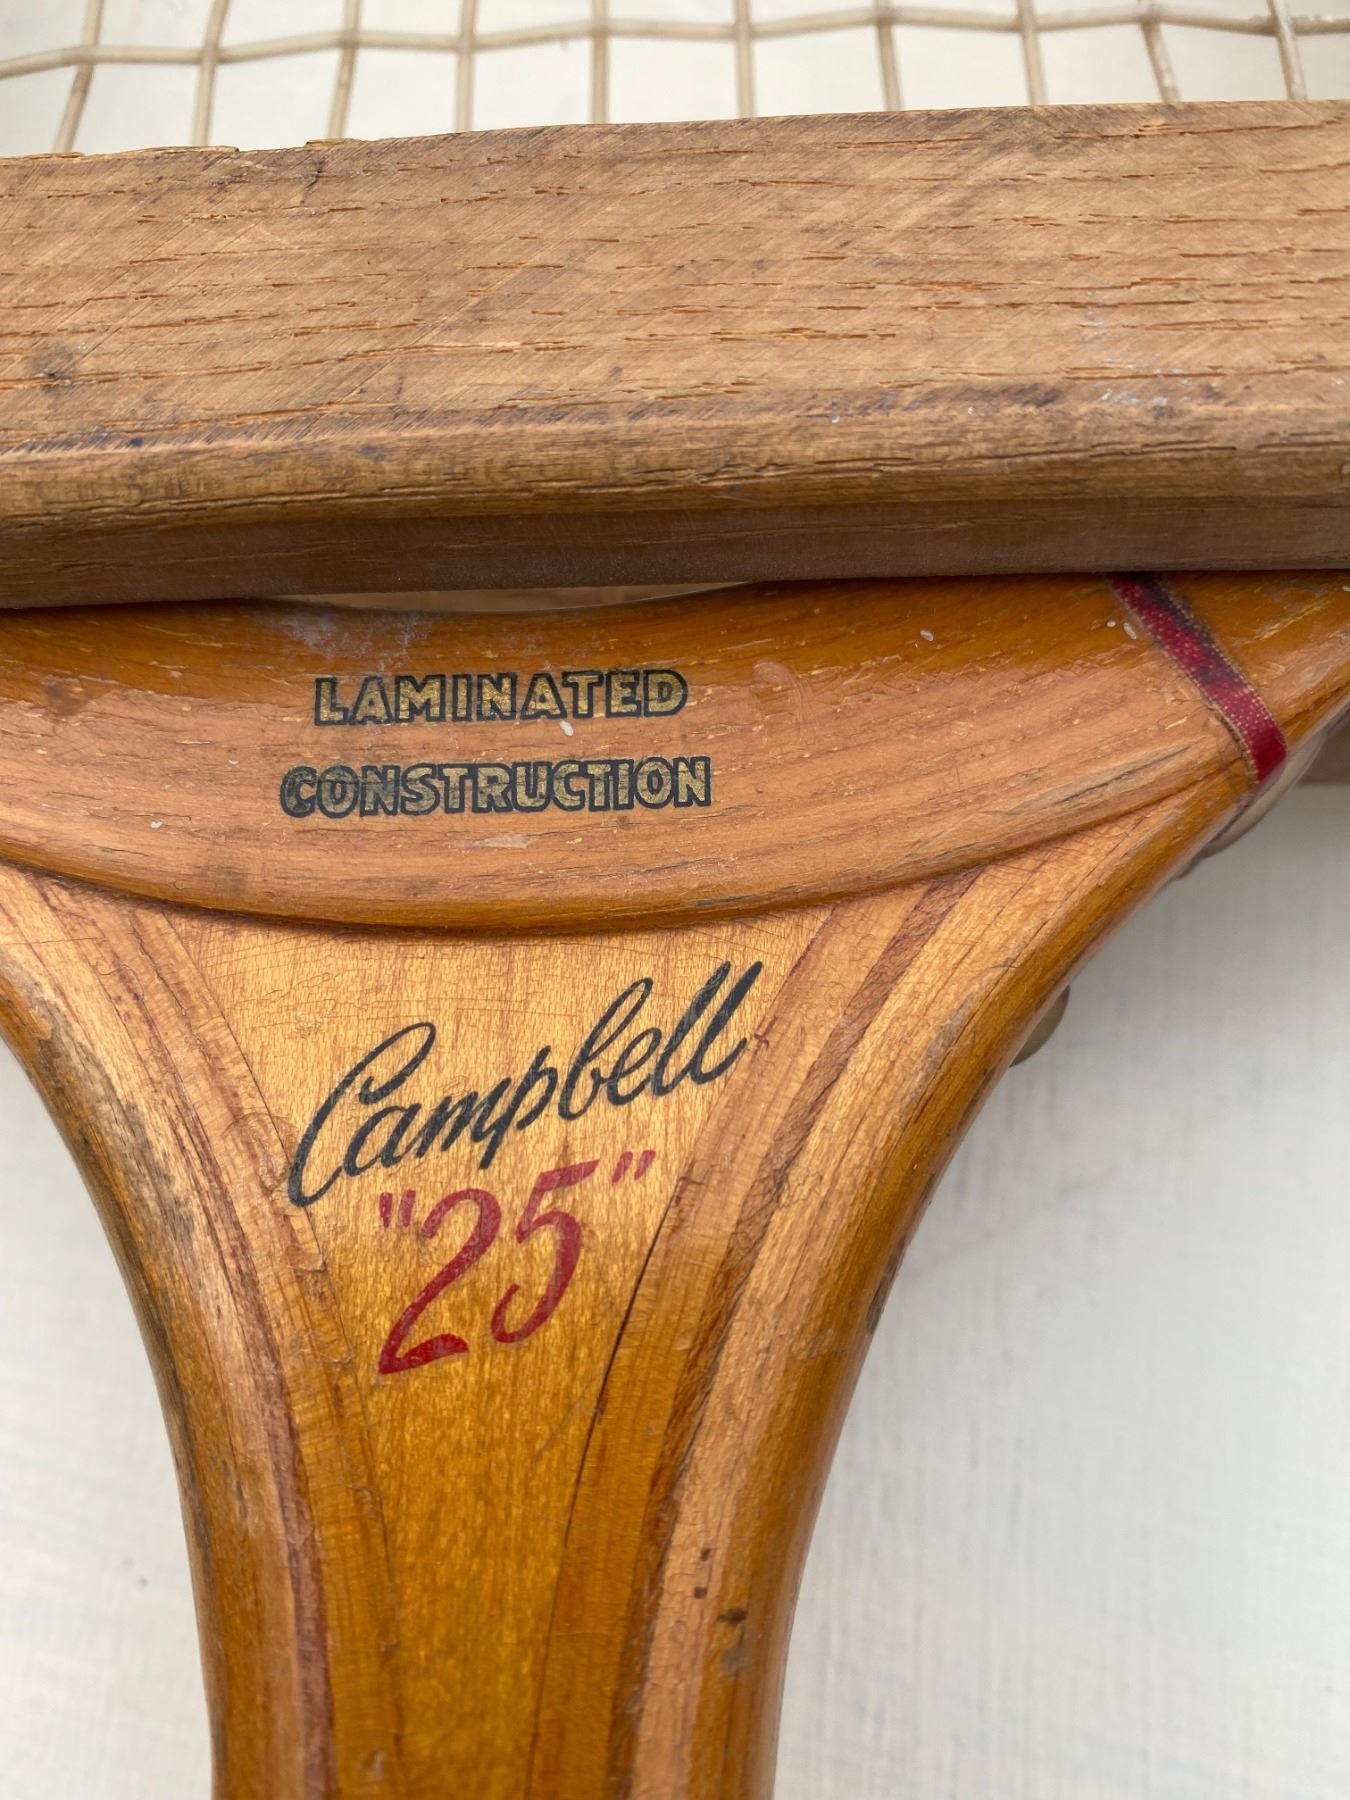 LAMINATED
CONSTRUCTION
Campbell
"25"